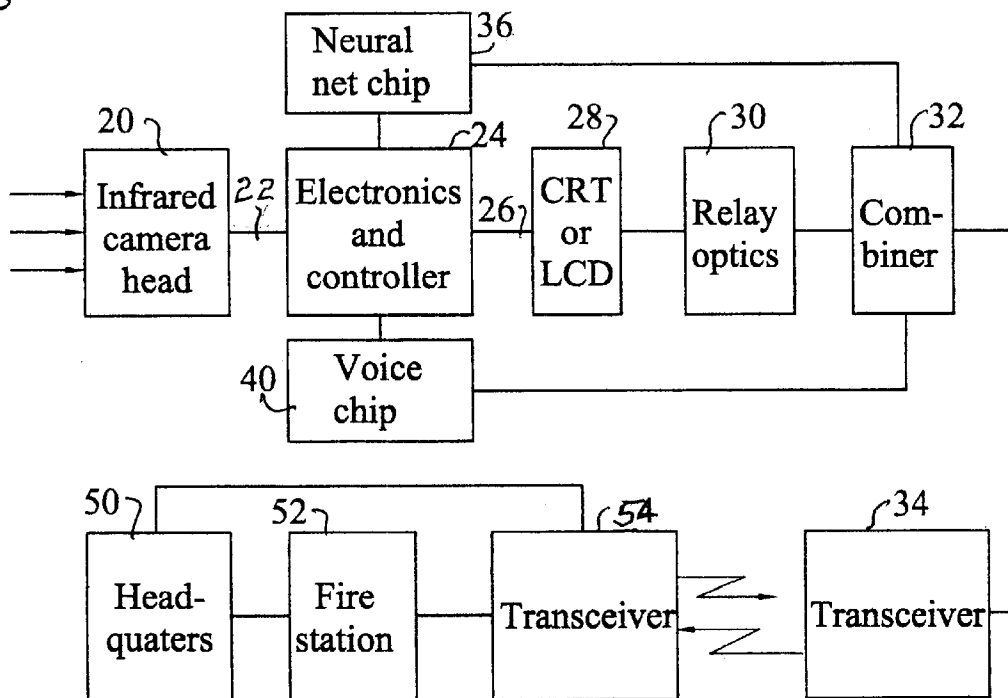 Neural
net chip
36
20
Infrared
camera
head
22
Electronics
and
controller
24
26
CRT
or
LCD
28
Relay
optics
30
Com-
biner
32
Voice
chip
40
50
Head-
quaters
52
Fire
station
54
Transceiver
34
Transceiver